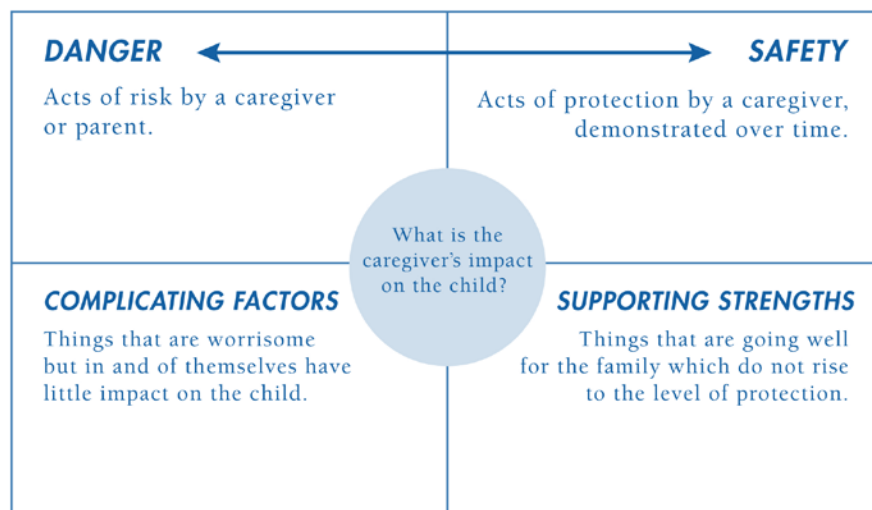 DANGER
Acts of risk by a caregiver
or parent.
SAFETY
Acts of protection by a caregiver,
demonstrated over time.
What is the
caregiver's impact
on the child?
COMPLICATING FACTORS
Things that are worrisome
but in and of themselves have
little impact on the child.
SUPPORTING STRENGTHS
Things that are going well
for the family which do not rise
to the level of protection.